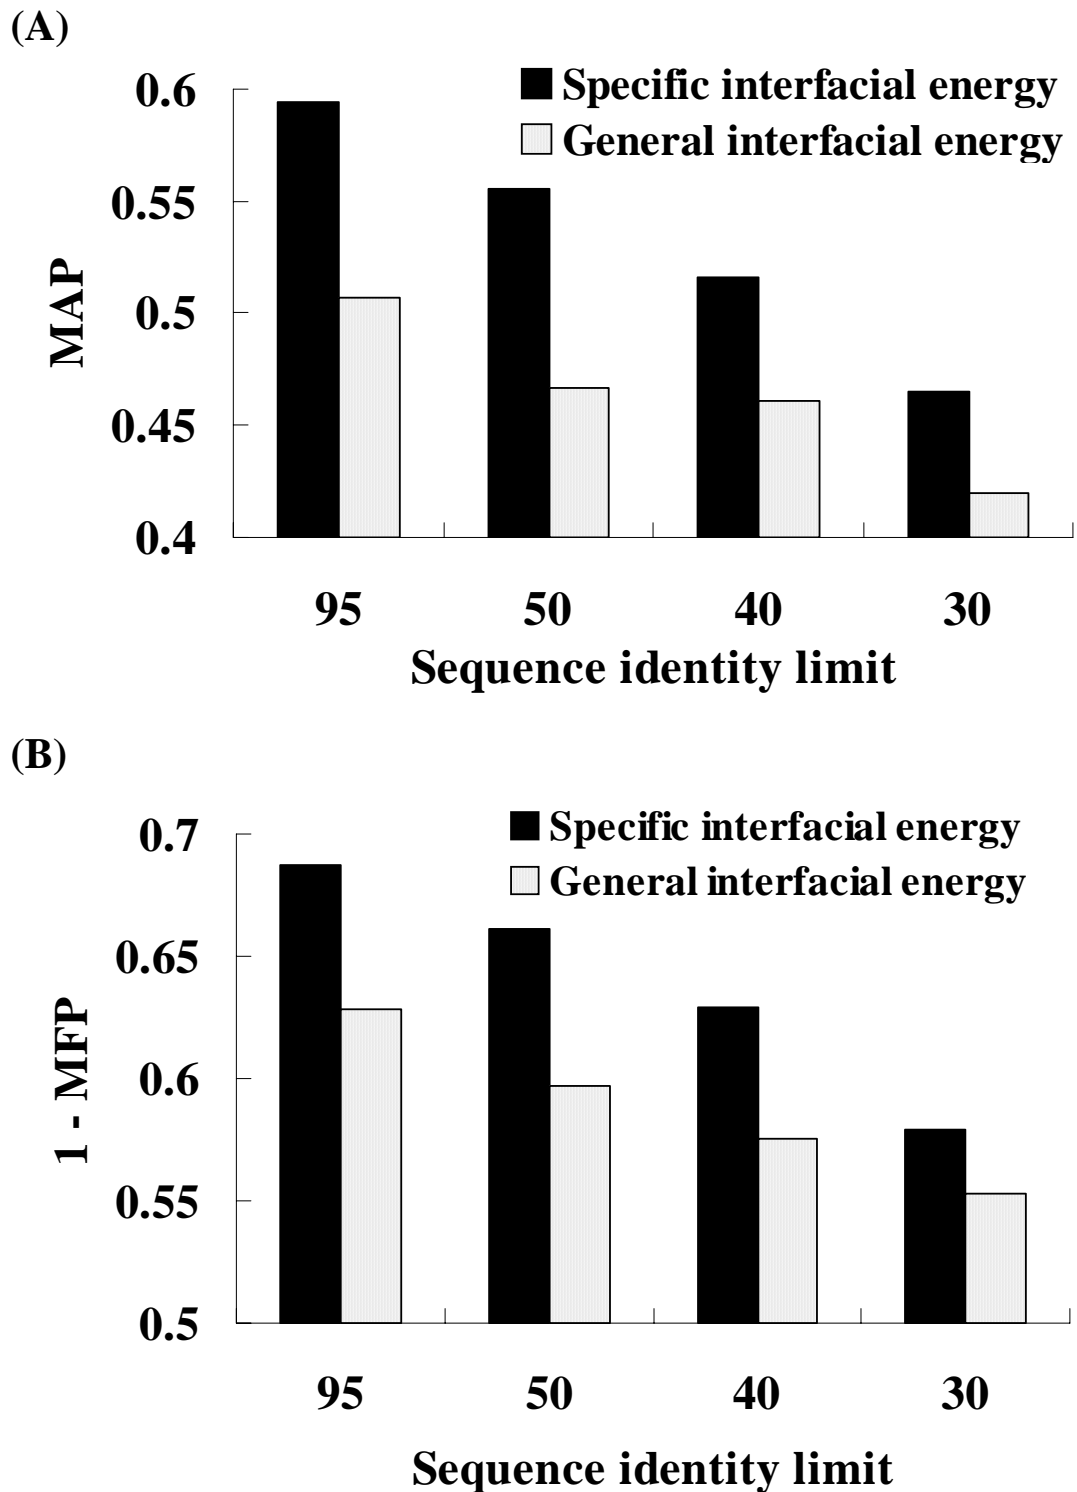 (A)
Specific interfacial energy
General interfacial energy
0.6
0.55
0.5
0.45
0.4
MAP
95 50 40 30
Sequence identity limit
(B)
Specific interfacial energy
General interfacial energy
0.7
0.65
0.6
0.55
0.5
1 - MFP
95 50 40 30
Sequence identity limit